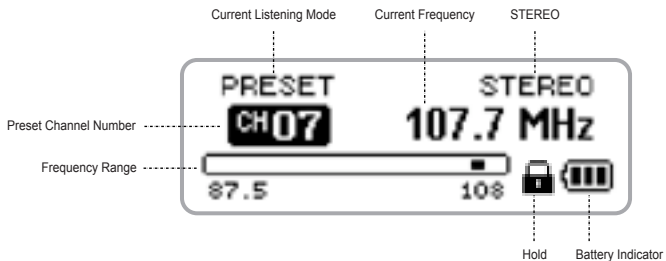 Current Listening Mode
Current Frequency
STEREO
PRESET
STEREO
Preset Channel Number
CH07
107.7 MHz
Frequency Range
87.5
108
Hold
Battery Indicator